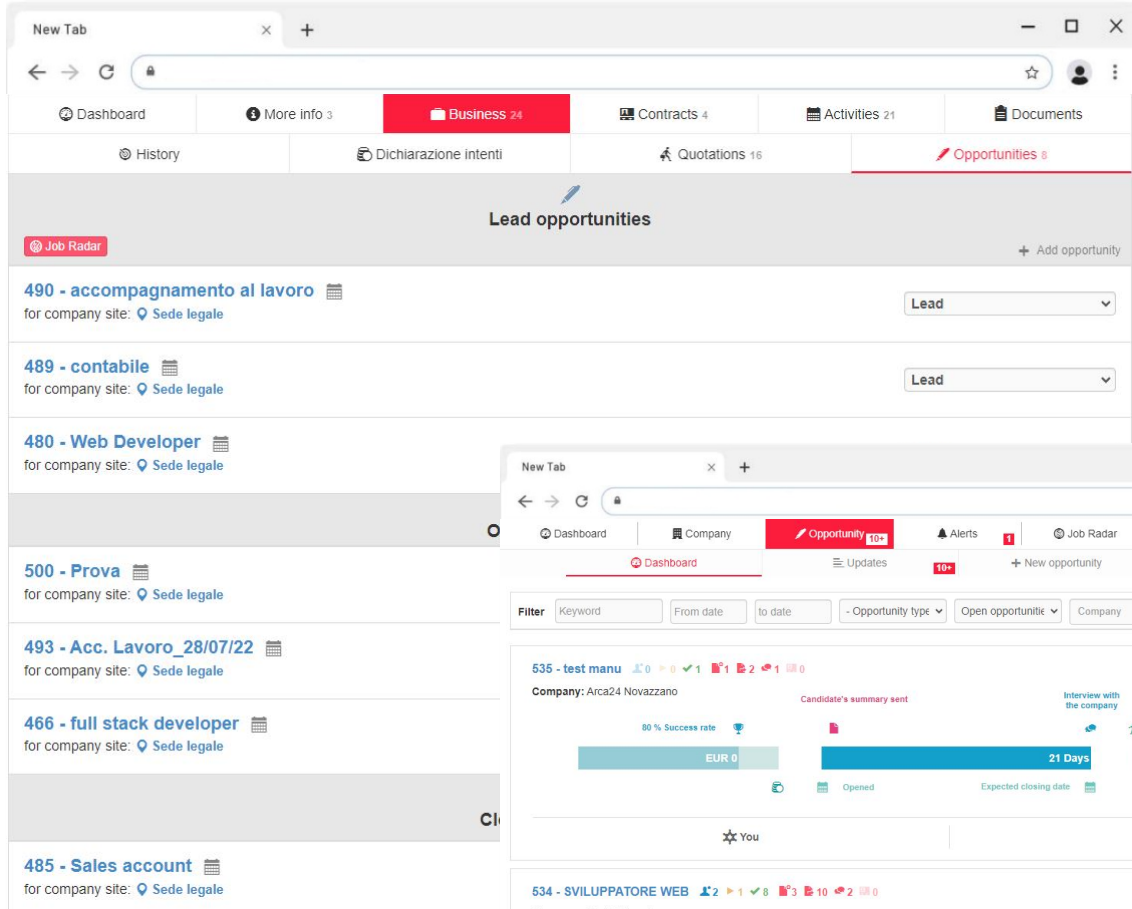 New Tab
Dashboard More info 3 Business 24 Contracts 4 Activities 21 Documents
History Dichiarazione intenti Quotations 16 Opportunities 8
Lead opportunities
Job Radar
+ Add opportunity
490 - accompagnamento al lavoro
Lead
for company site: Sede legale
489 - contabile
Lead
for company site: Sede legale
480 - Web Developer
for company site: Sede legale
500 - Prova
for company site: Sede legale
493 - Acc. Lavoro_28/07/22
for company site: Sede legale
466 - full stack developer
for company site: Sede legale
485 - Sales account
for company site: Sede legale
New Tab
Dashboard Company Opportunity 10+ Alerts 1 Job Radar
Dashboard Updates 10+ + New opportunity
Filter Keyword From date to date - Opportunity type Open opportunitie Company
535 - test manu 0 0 1 1 2 1 0
Company: Arca24 Novazzano
Candidate's summary sent
Interview with
the company
80 % Success rate
EUR 0 21 Days
Opened Expected closing date
You
534 - SVILUPPATORE WEB 2 1 8 3 10 2 0